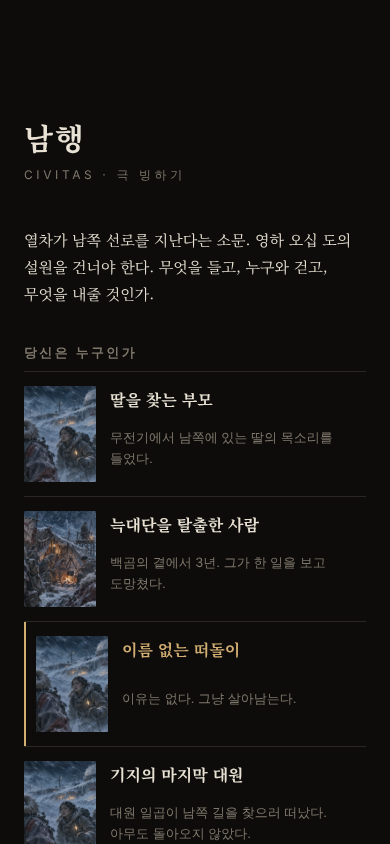 남행
CIVITAS · 극 빙하기
열차가 남쪽 선로를 지난다는 소문. 영하 오십 도의
설원을 건너야 한다. 무엇을 들고, 누구와 걷고,
무엇을 내줄 것인가.
당신은 누구인가
딸을 찾는 부모
무전기에서 남쪽에 있는 딸의 목소리를
들었다.
늑대단을 탈출한 사람
백곰의 곁에서 3년. 그가 한 일을 보고
도망쳤다.
이름 없는 떠돌이
이유는 없다. 그냥 살아남는다.
기지의 마지막 대원
대원 일곱이 남쪽 길을 찾으러 떠났다.
아무도 돌아오지 않았다.